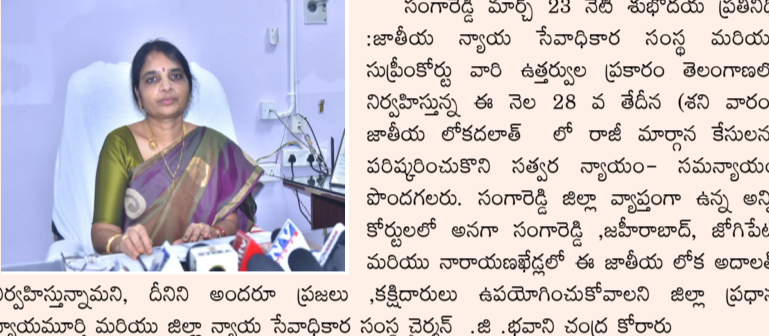 సంగారెడ్డి మార్చ్ 23 నేటి శుభోదయ ప్రతినిధి
:జాతీయ న్యాయ సేవాధికార సంస్థ మరియు
సుప్రీంకోర్టు వారి ఉత్తర్వుల ప్రకారం తెలంగాణలో
నిర్వహిస్తున్న ఈ నెల 28 వ తేదీన (శని వారం
జాతీయ లోకదలాత్ లో రాజీ మార్గాన కేసులను
పరిష్కరించుకొని సత్వర న్యాయం- సమన్యాయం
పొందగలరు. సంగారెడ్డి జిల్లా వ్యాప్తంగా ఉన్న అన్ని
కోర్టులలో అనగా సంగారెడ్డి ,జహీరాబాద్, జోగిపేట
మరియు నారాయణఖేడ్లలో ఈ జాతీయ లోక అదాలత్
నిర్వహిస్తున్నామని, దీనిని అందరూ ప్రజలు ,కక్షిదారులు ఉపయోగించుకోవాలని జిల్లా ప్రధాన
న్యాయమూర్తి మరియు జిల్లా న్యాయ సేవాధికార సంస్థ చైర్మన్ .జి .భవాని చంద్ర కోరారు